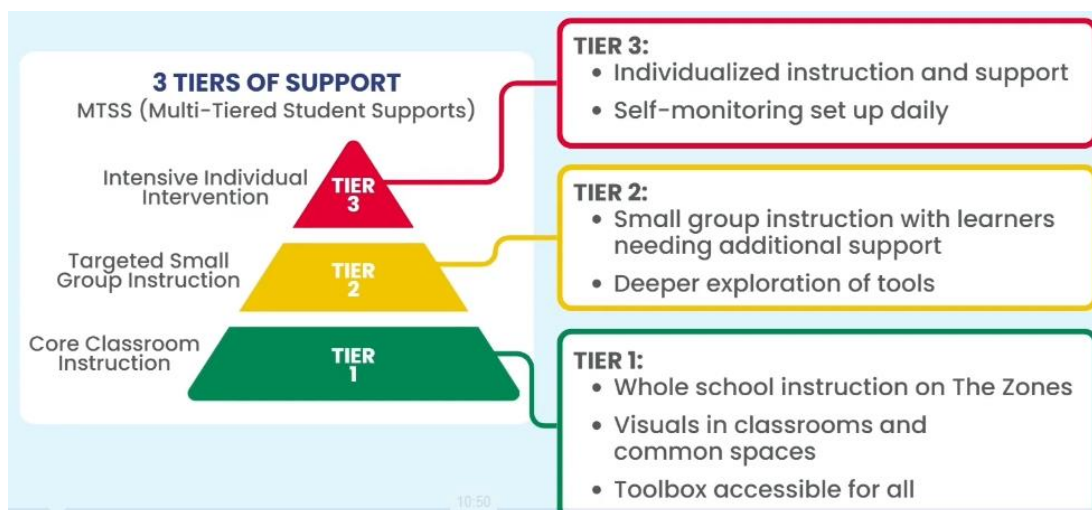 3 TIERS OF SUPPORT
MTSS (Multi-Tiered Student Supports)
Intensive Individual
Intervention
TIER
3
Targeted Small
Group Instruction
TIER
2
Core Classroom
Instruction
TIER
1
TIER 3:
• Individualized instruction and support
• Self-monitoring set up daily
TIER 2:
• Small group instruction with learners
needing additional support
• Deeper exploration of tools
TIER 1:
• Whole school instruction on The Zones
• Visuals in classrooms and
common spaces
• Toolbox accessible for all
10:50